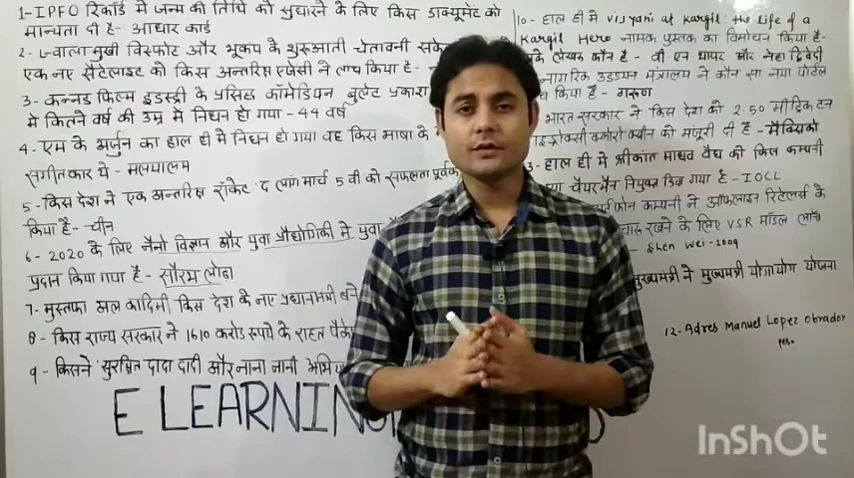 1-IPFO रिकॉर्ड में जन्म की तिथि को सुधारने के लिए किस डाक्यूमेंट को
मान्यता दी है- आधार कार्ड
2- ज्वालामुखी विस्फोट और भूकंप के शुरुआती चेतावनी
एक नए सैटेलाइट को किस अन्तरिक्ष एजेंसी ने लांच किया है-
3- कन्नड फिल्म इडस्ट्री के प्रसिद्ध कॉमेडियन बुलेट प्रकाश
में कितने वर्ष की उम्र में निधन हो गया - 44 वर्ष
4- एम के अर्जुन का हाल ही में निधन हो गया वह किस भाषा के
संगीतकार थे - मलयालम
5- किस देश ने एक अन्तरिक्ष रॉकेट द लांग मार्च 5 वी को सफलता पूर्वक
किया है- चीन
6- 2020 के लिए नैनो विज्ञान और युवा प्रौद्योगिकी में युवा
प्रदान किया गया है- सौरभ लोढ़ा
7- मुस्तफा अल कादिमी किस देश के नए प्रधानमंत्री बने
8- किस राज्य सरकार ने 1610 करोड रूपये के राहत पैकेज
9- किसने सुरक्षित दादा दादी और नाना नानी
E LEARNING
10- हाल ही में Vijyant at Kargil: the life of a
Kargil Hero नामक पुस्तक का विमोचन किया है-
लेखक कौन है - वी एन थापर और नेहा द्विवेदी
नागरिक उड्डयन मंत्रालय ने कौन सा नया पोर्टल
किया है - गरूण
भारत सरकार ने किस देश को 2.50 मीट्रिक टन
को मंजूरी दी है - मैक्सिको
हाल ही में श्रीकांत माधव वैद्य को किस कम्पनी
चेयरमैन नियुक्त किया गया है - IOCL
फोन कम्पनी ने ऑफलाइन रिटेलर्स के
रखने के लिए VSR मॉडल लॉंच
- Shen Wei-2009
मुख्यमंत्री ने मुख्यमंत्री योगायोग योजना
12-Adres Manuel Lopez Obrador
peso
InShOt